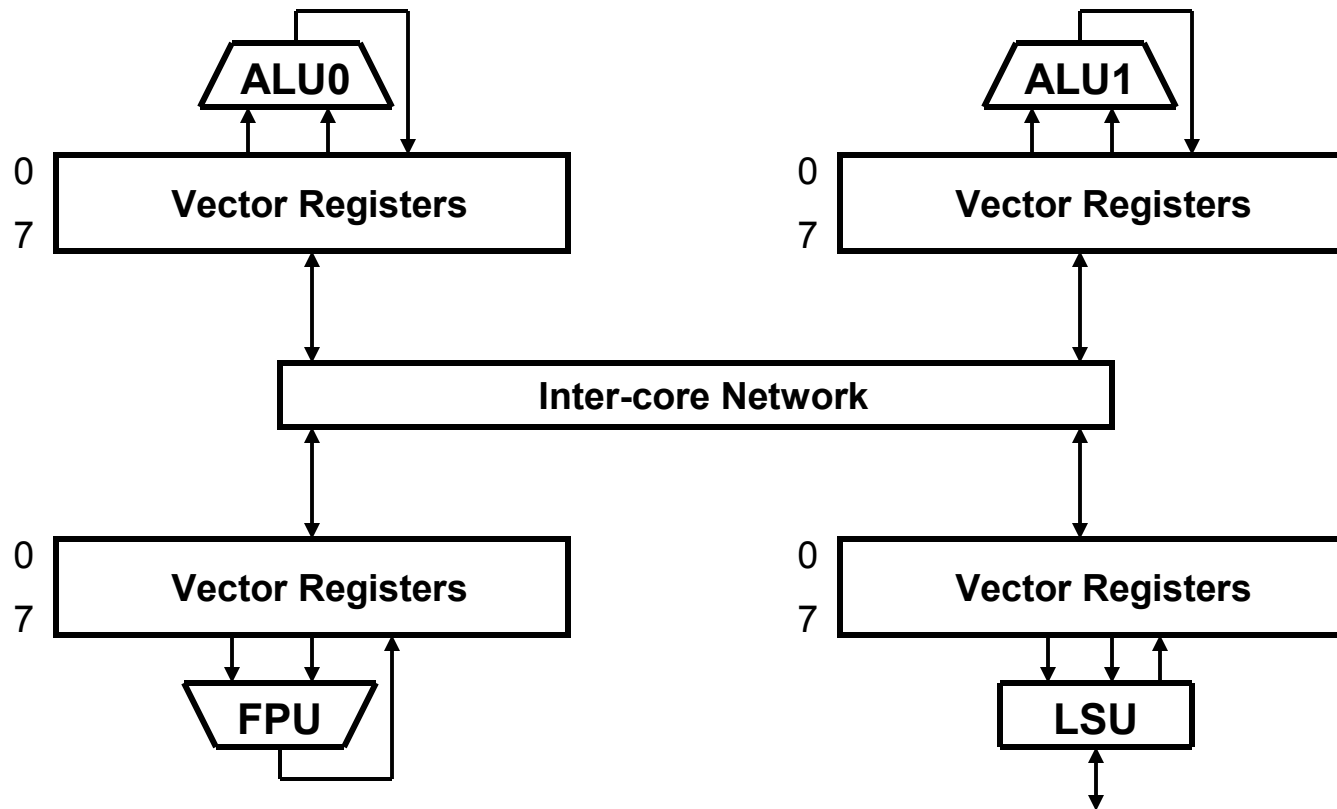 ALU0
ALU1
0
Vector Registers
7
0
Vector Registers
7
Inter-core Network
0
Vector Registers
7
0
Vector Registers
7
FPU
LSU